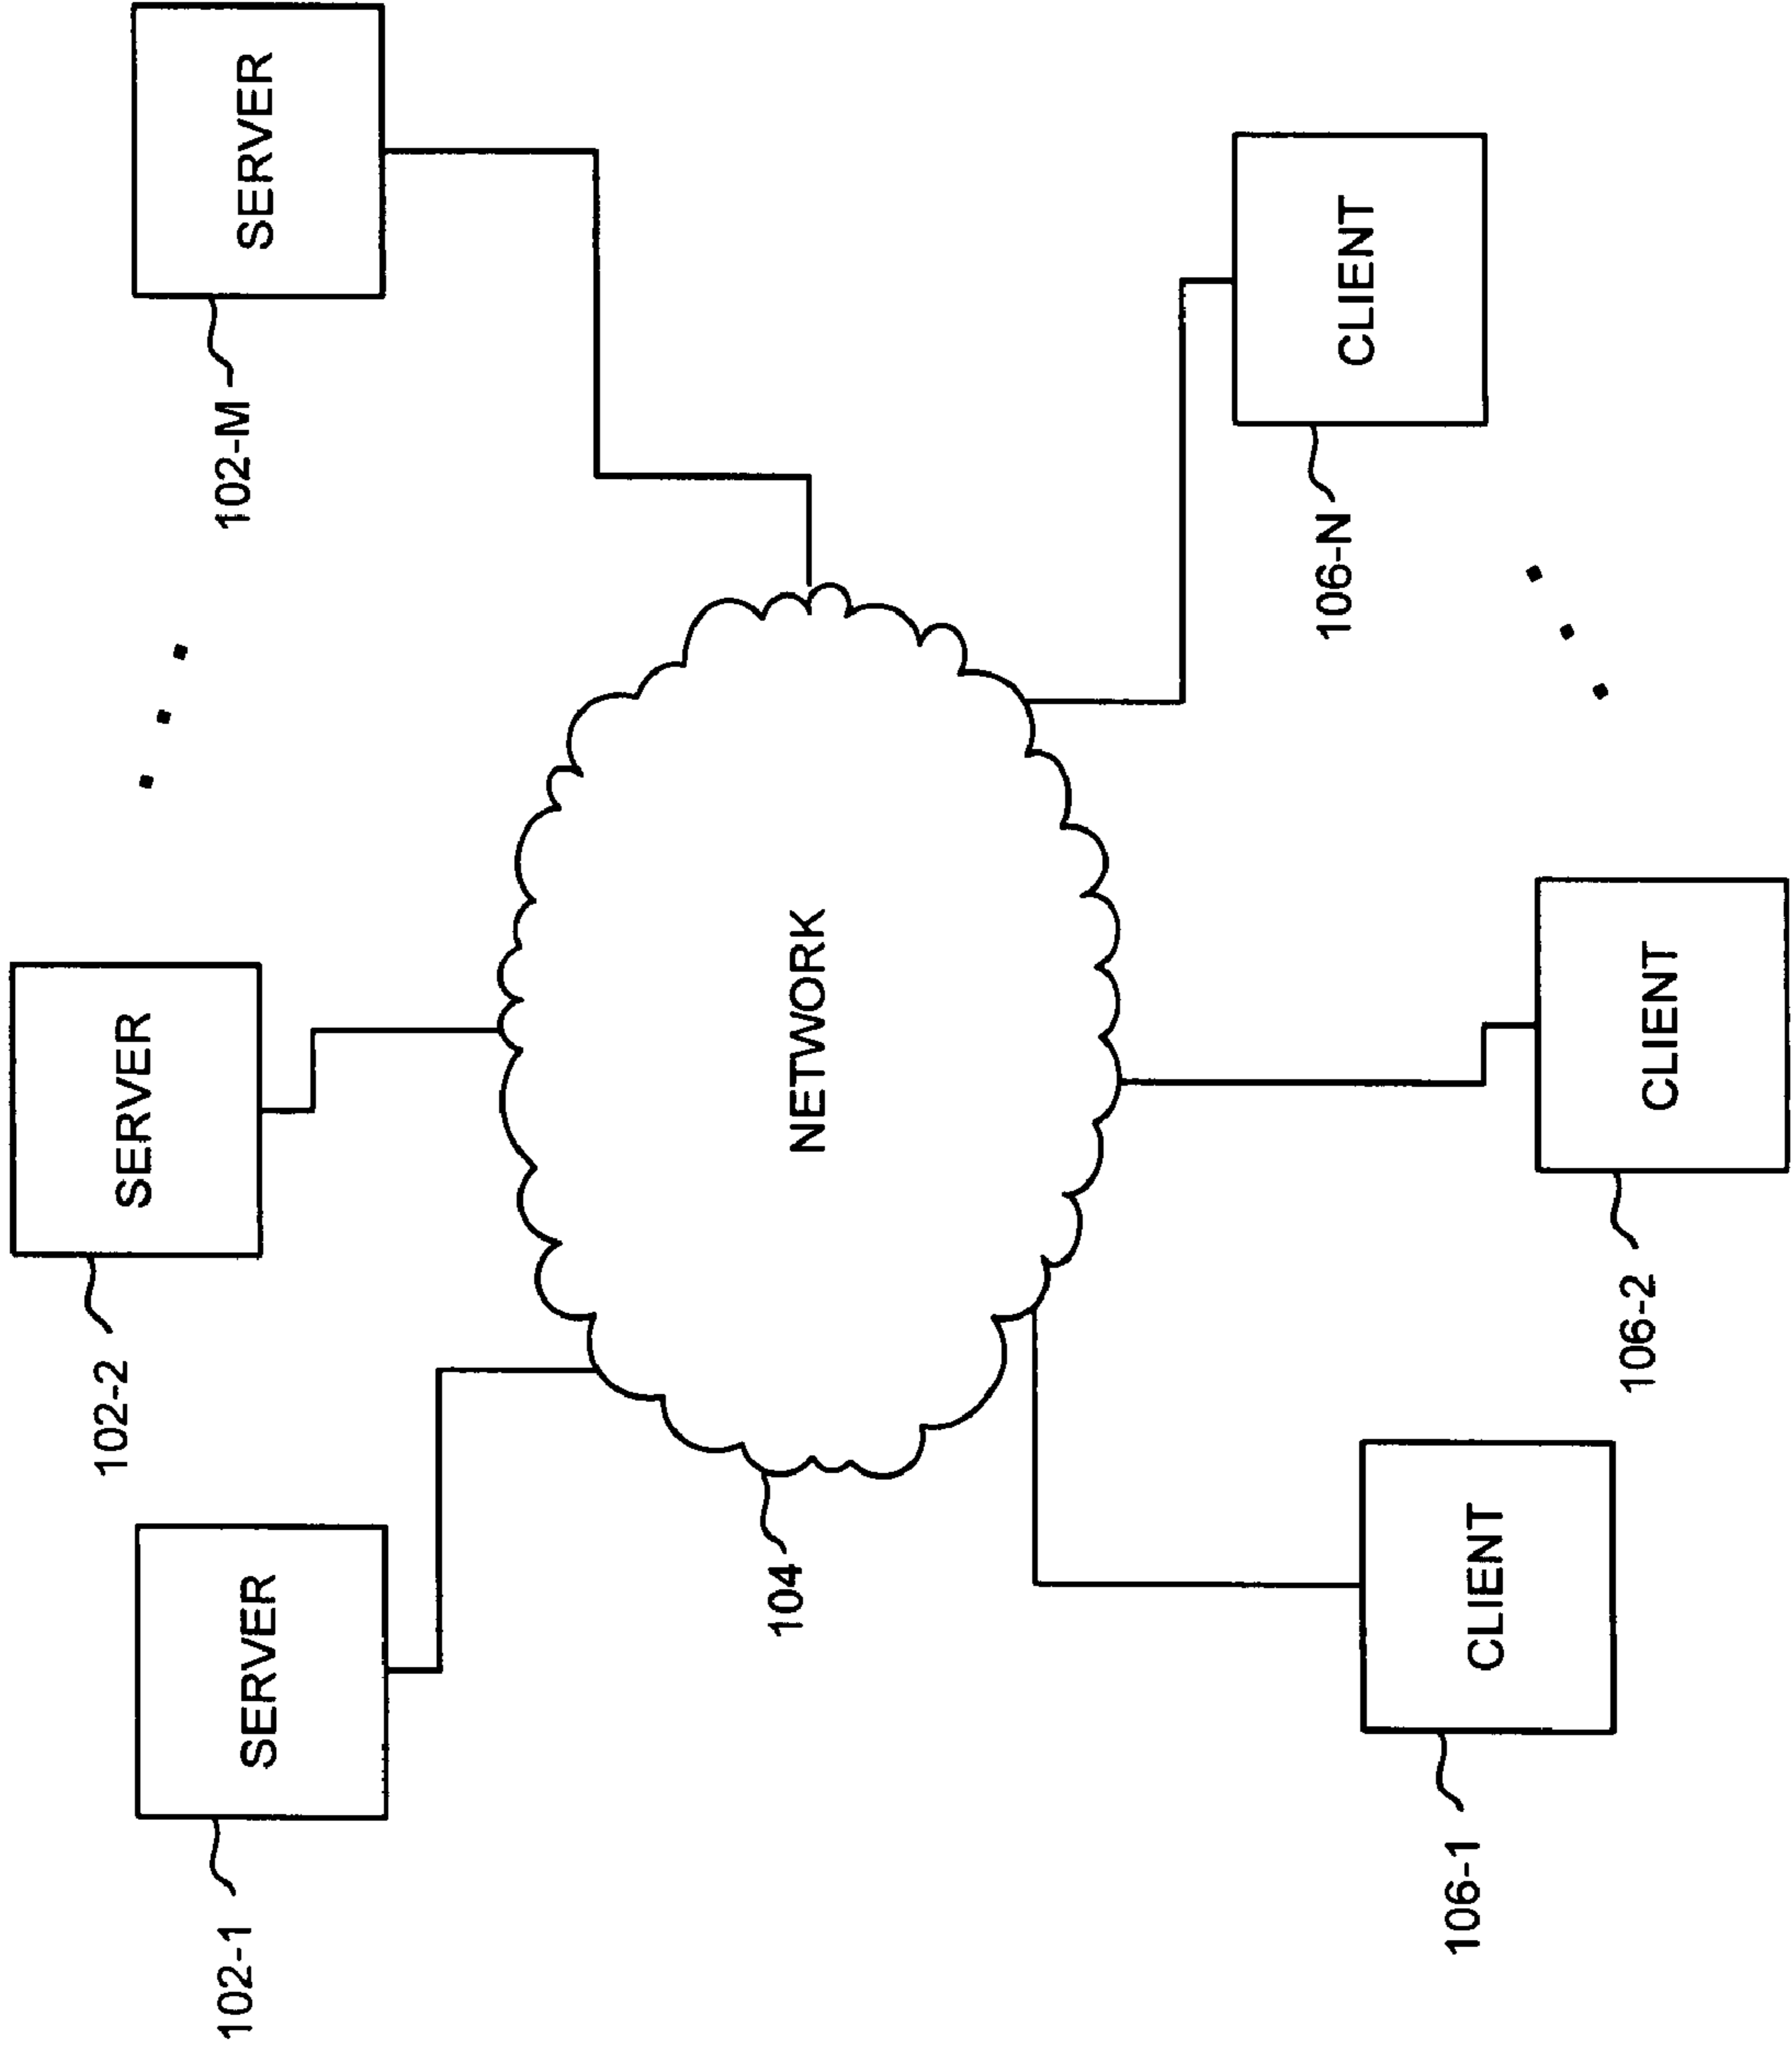 102-1
SERVER
102-2
SERVER
102-M
SERVER
104
NETWORK
106-1
CLIENT
106-2
CLIENT
106-N
CLIENT